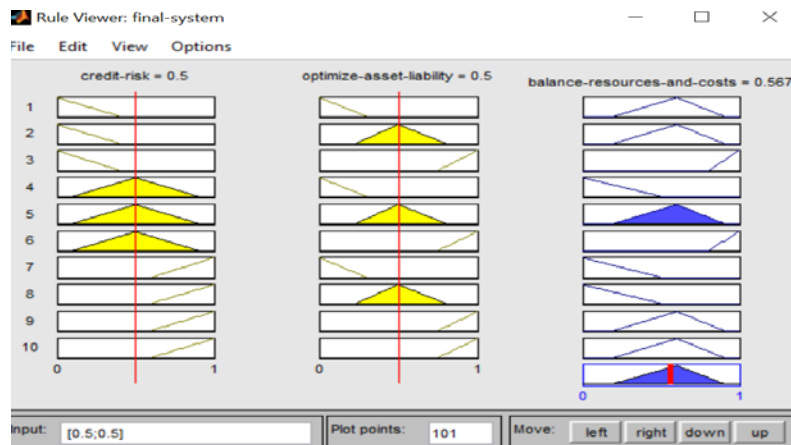 Rule Viewer: final-system
File Edit View Options
credit-risk = 0.5 optimize-asset-liability = 0.5 balance-resources-and-costs = 0.567
1
2
3
4
5
6
7
8
9
10
0 1 0 1
0 1
Input: [0.5;0.5] Plot points: 101 Move: left right down up